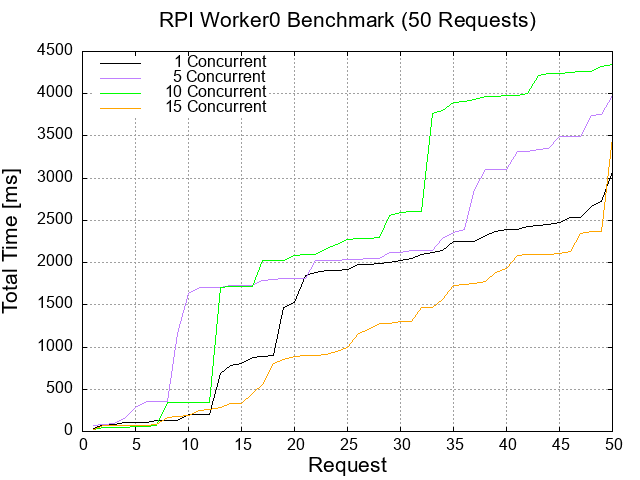 RPI Worker0 Benchmark (50 Requests)
4500
4000
3500
3000
2500
2000
1500
1000
500
0
1 Concurrent
5 Concurrent
10 Concurrent
15 Concurrent
Total Time [ms]
0 5 10 15 20 25 30 35 40 45 50
Request